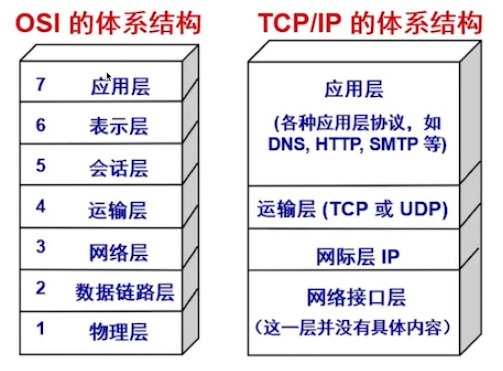 OSI 的体系结构
7 应用层
6 表示层
5 会话层
4 运输层
3 网络层
2 数据链路层
1 物理层
TCP/IP 的体系结构
应用层
(各种应用层协议，如
DNS, HTTP, SMTP 等)
运输层 (TCP 或 UDP)
网际层 IP
网络接口层
（这一层并没有具体内容）